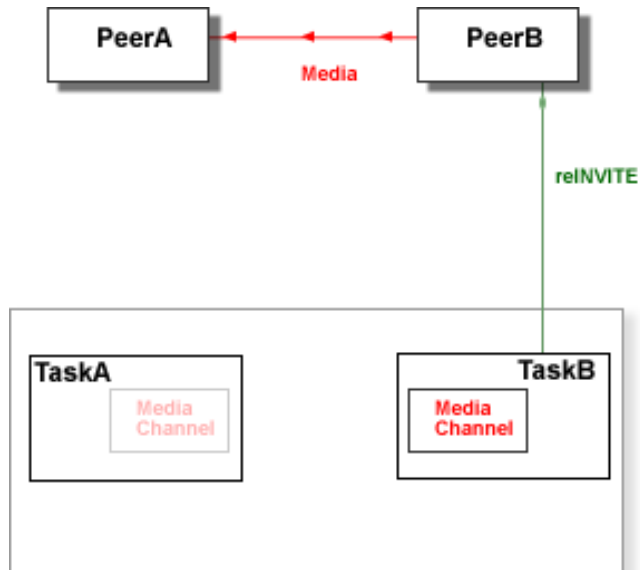 PeerA
PeerB
Media
reINVITE
TaskA
TaskB
Media
Channel
Media
Channel